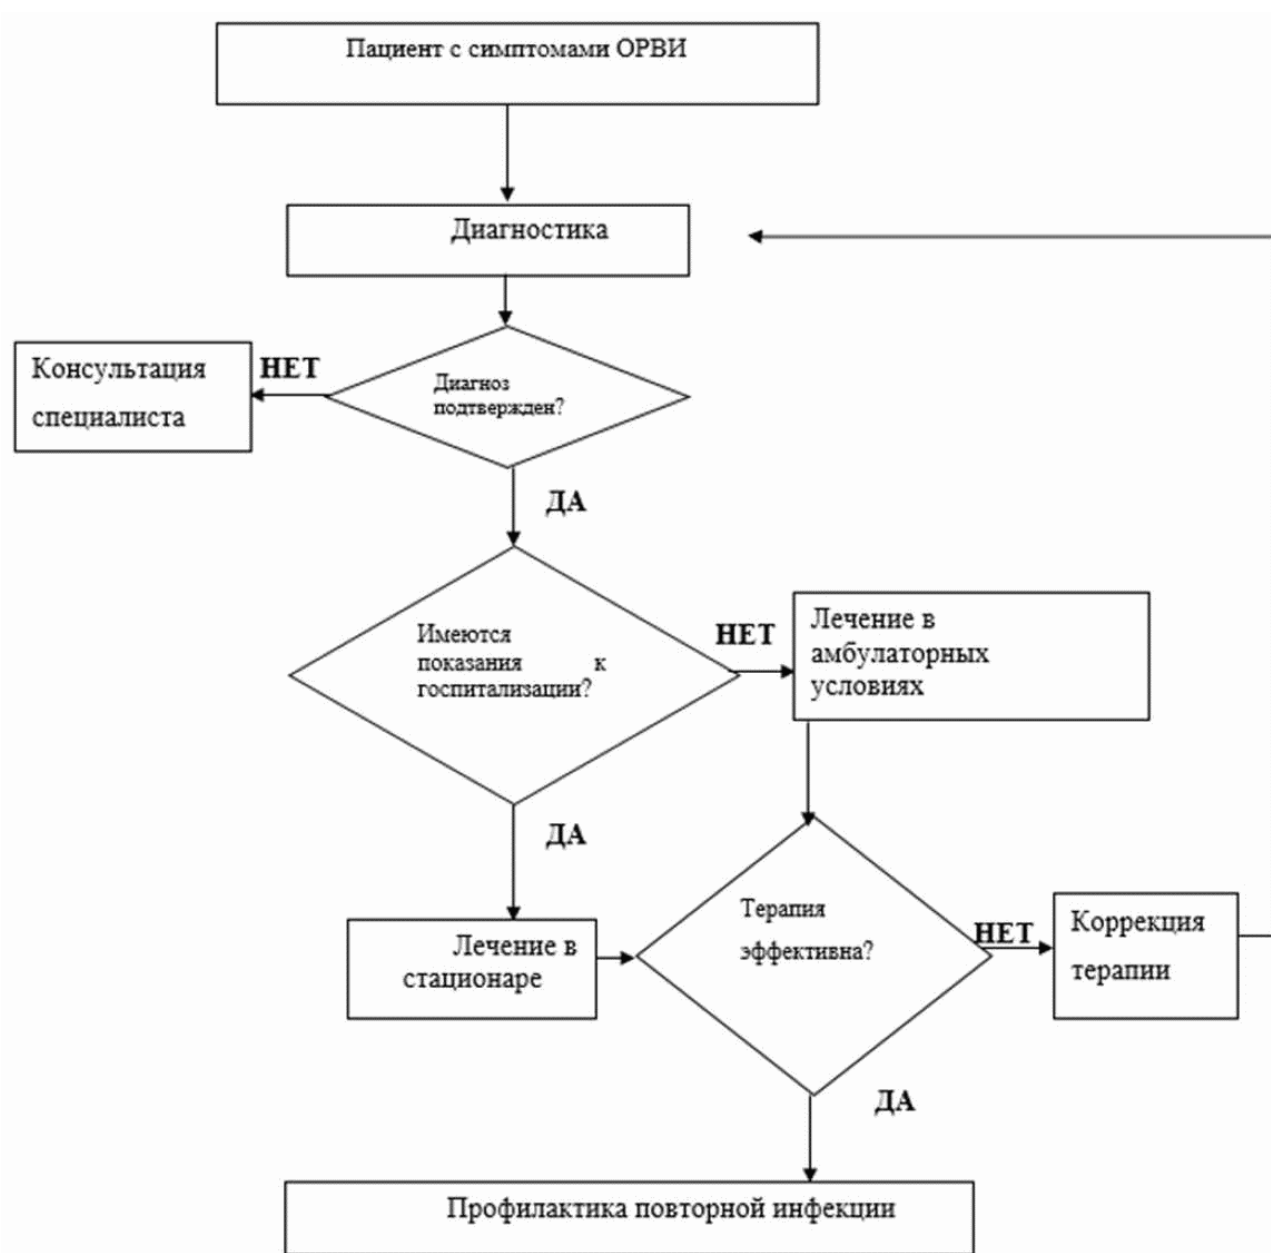 Пациент с симптомами ОРВИ
Диагностика
Консультация
специалиста
НЕТ
Диагноз
подтвержден?
ДА
Имеются
показания к
госпитализации?
НЕТ
Лечение в
амбулаторных
условиях
ДА
Лечение в
стационаре
Терапия
эффективна?
НЕТ
Коррекция
терапии
ДА
Профилактика повторной инфекции